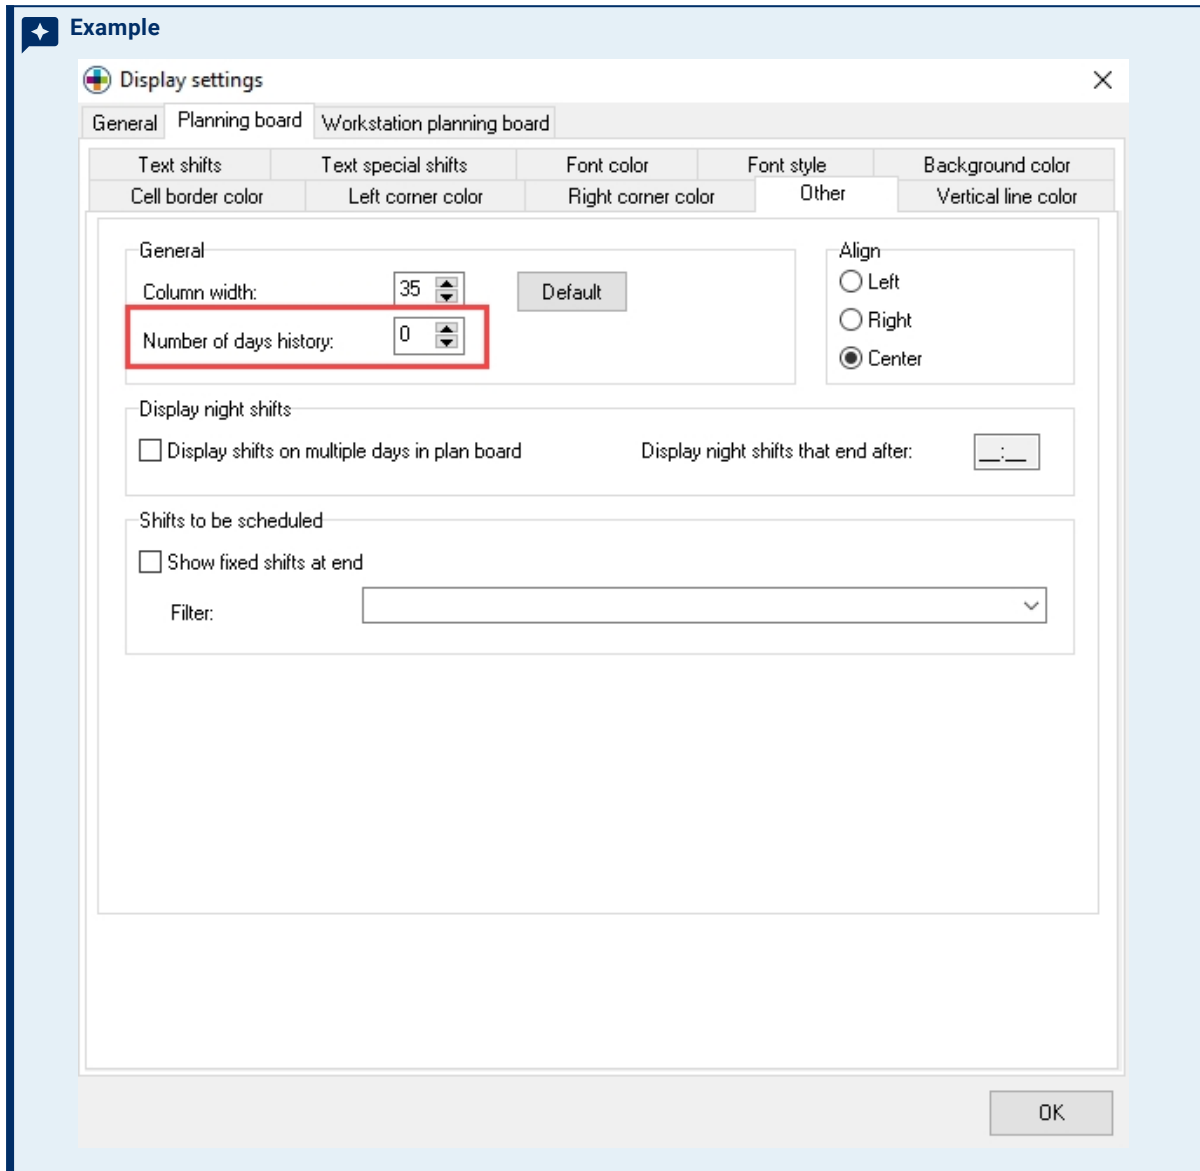 Example
Display settings
General Planning board Workstation planning board
Text shifts Text special shifts Font color Font style Background color
Cell border color Left corner color Right corner color Other Vertical line color
General
Column width: 35 Default
Number of days history: 0
Align
Left
Right
Center
Display night shifts
Display shifts on multiple days in plan board Display night shifts that end after: __:__
Shifts to be scheduled
Show fixed shifts at end
Filter:
OK